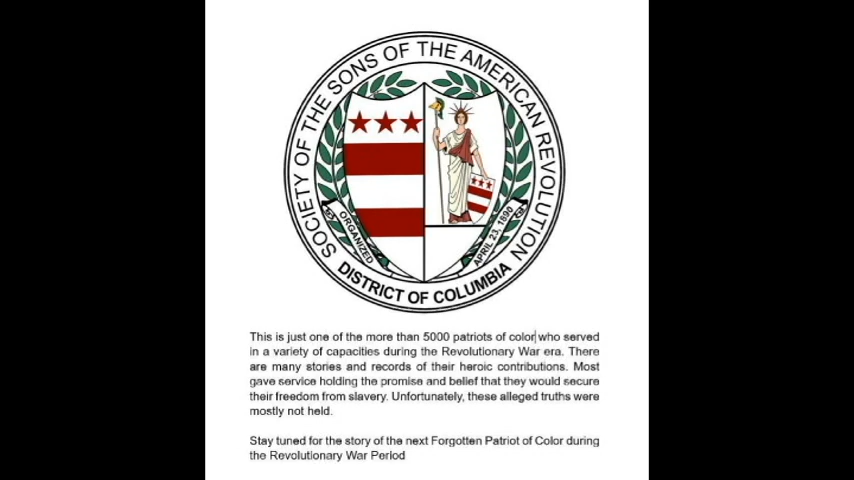 SOCIETY OF THE SONS OF THE AMERICAN REVOLUTION
ORGANIZED
APRIL 23, 1890
DISTRICT OF COLUMBIA
This is just one of the more than 5000 patriots of color who served
in a variety of capacities during the Revolutionary War era. There
are many stories and records of their heroic contributions. Most
gave service holding the promise and belief that they would secure
their freedom from slavery. Unfortunately, these alleged truths were
mostly not held.
Stay tuned for the story of the next Forgotten Patriot of Color during
the Revolutionary War Period